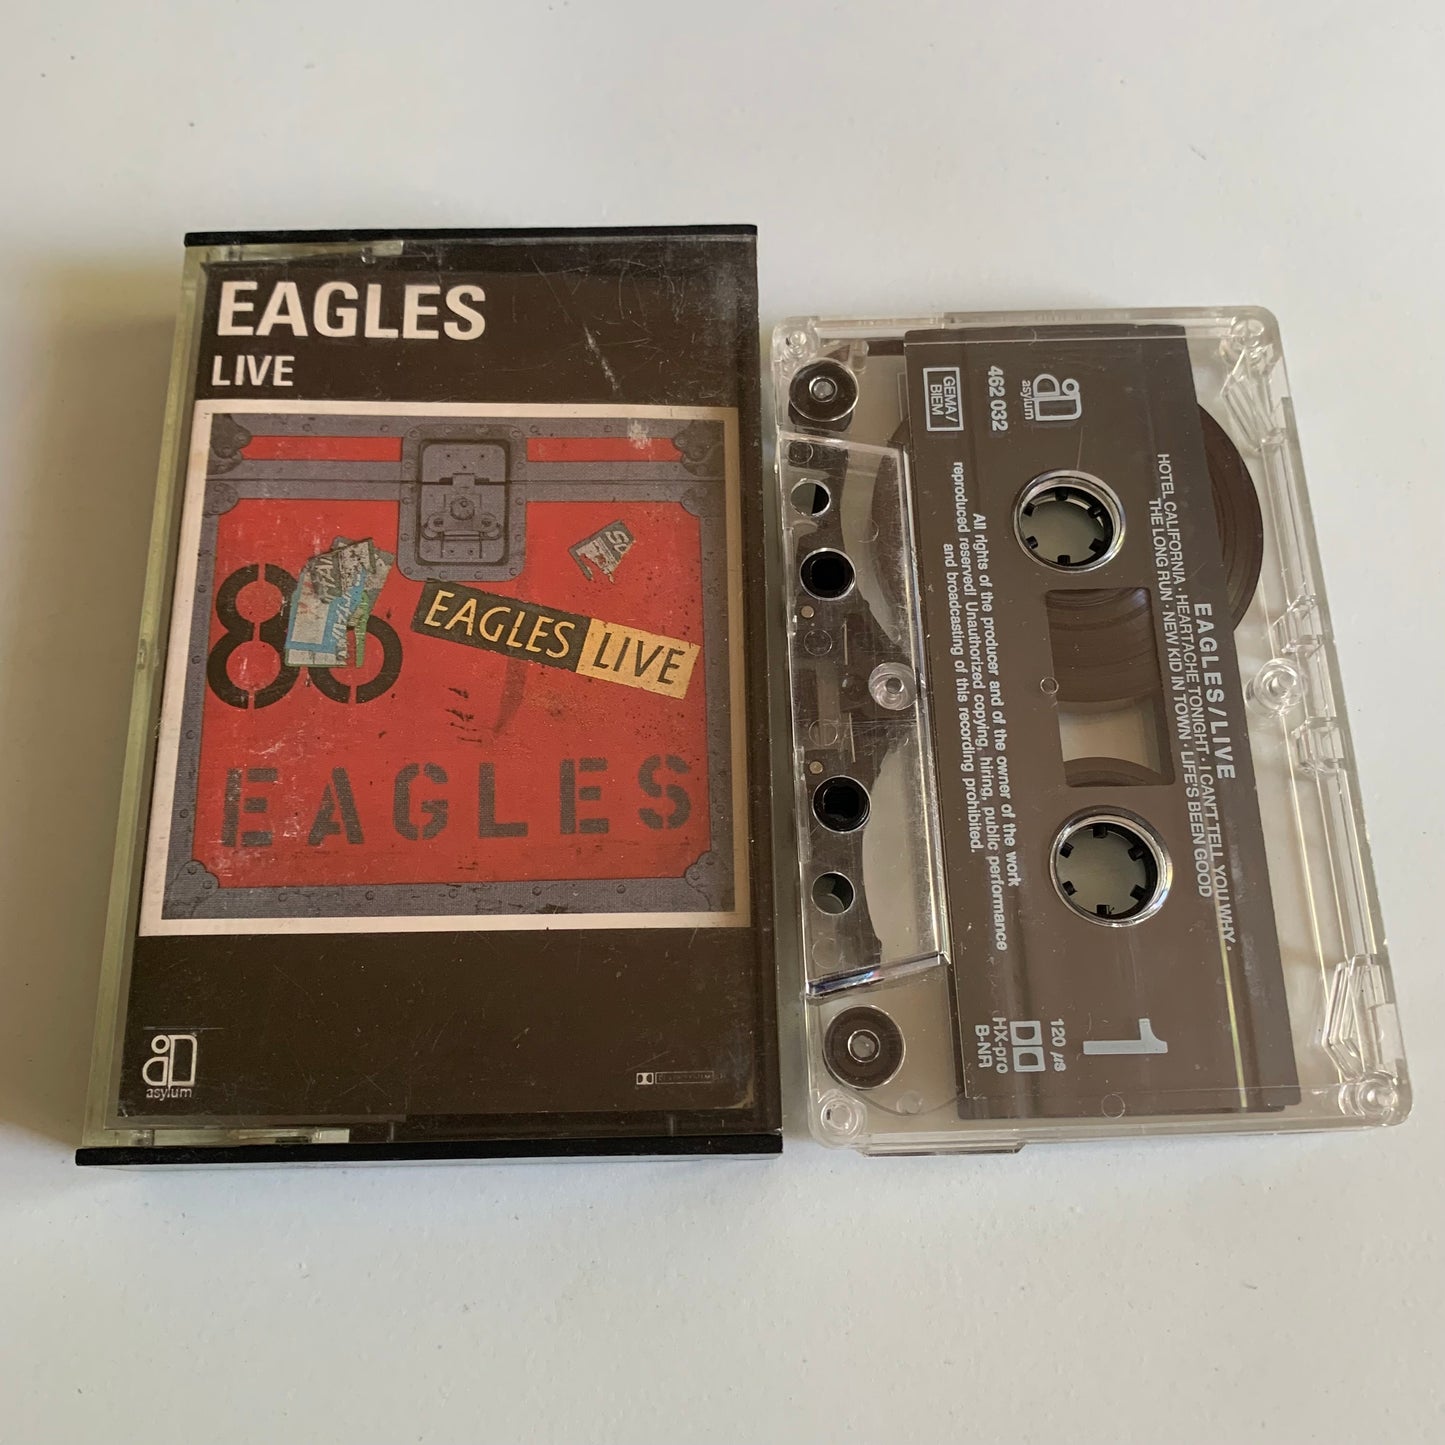 EAGLES
LIVE
86
EAGLES LIVE
EAGLES
asylum
asylum
462 032
GEMA/
BIEM
EAGLES/LIVE
HOTEL CALIFORNIA · HEARTACHE TONIGHT · I CAN'T TELL YOU WHY ·
THE LONG RUN · NEW KID IN TOWN · LIFE'S BEEN GOOD
All rights of the producer and of the owner of the work
reproduced reserved! Unauthorized copying, hiring, public performance
and broadcasting of this recording prohibited.
1
120 µs
HX-pro
B-NR